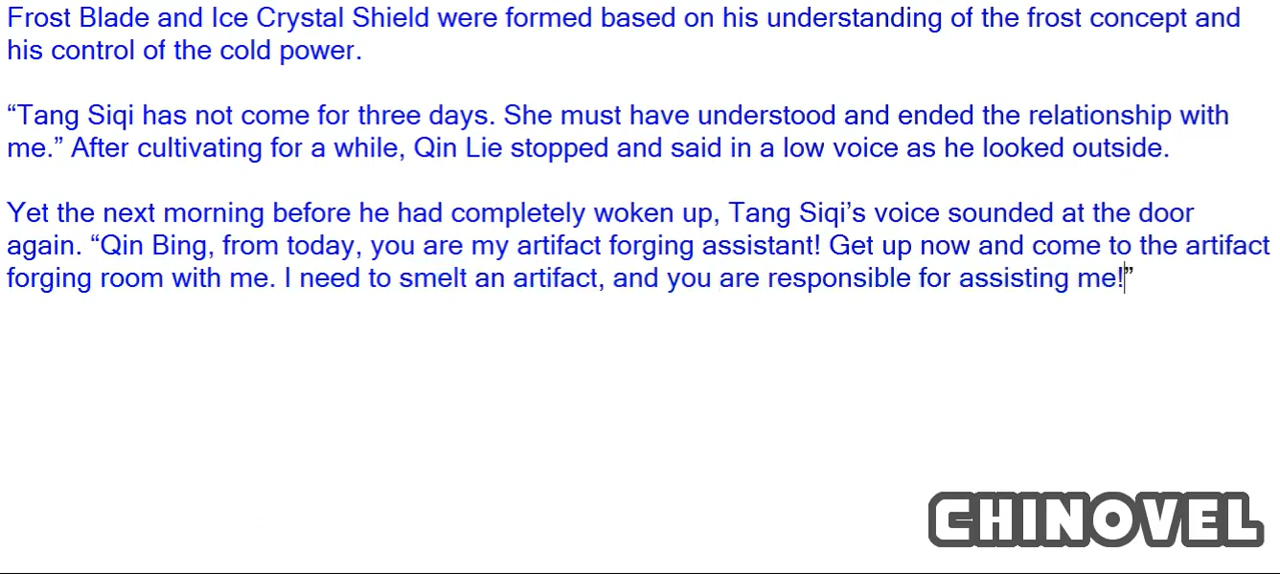 Frost Blade and Ice Crystal Shield were formed based on his understanding of the frost concept and
his control of the cold power.
“Tang Siqi has not come for three days. She must have understood and ended the relationship with
me.” After cultivating for a while, Qin Lie stopped and said in a low voice as he looked outside.
Yet the next morning before he had completely woken up, Tang Siqi’s voice sounded at the door
again. “Qin Bing, from today, you are my artifact forging assistant! Get up now and come to the artifact
forging room with me. I need to smelt an artifact, and you are responsible for assisting me!”
CHINOVEL